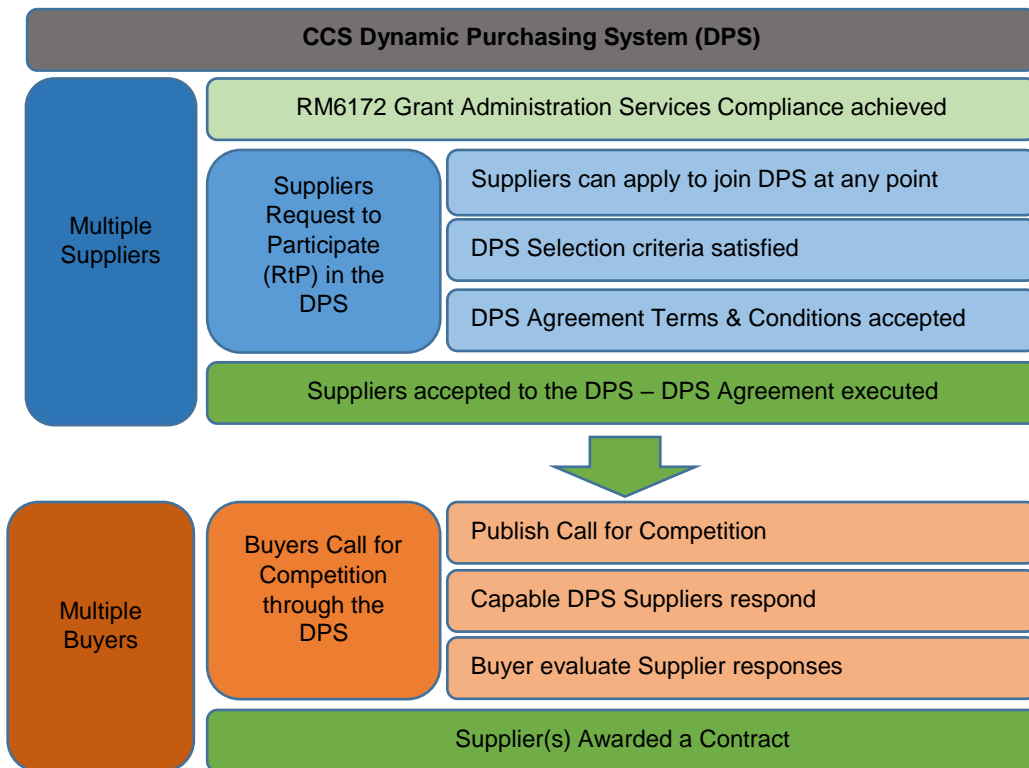 CCS Dynamic Purchasing System (DPS)
RM6172 Grant Administration Services Compliance achieved
Multiple
Suppliers
Suppliers
Request to
Participate
(RtP) in the
DPS
Suppliers can apply to join DPS at any point
DPS Selection criteria satisfied
DPS Agreement Terms & Conditions accepted
Suppliers accepted to the DPS – DPS Agreement executed
Multiple
Buyers
Buyers Call for
Competition
through the
DPS
Publish Call for Competition
Capable DPS Suppliers respond
Buyer evaluate Supplier responses
Supplier(s) Awarded a Contract